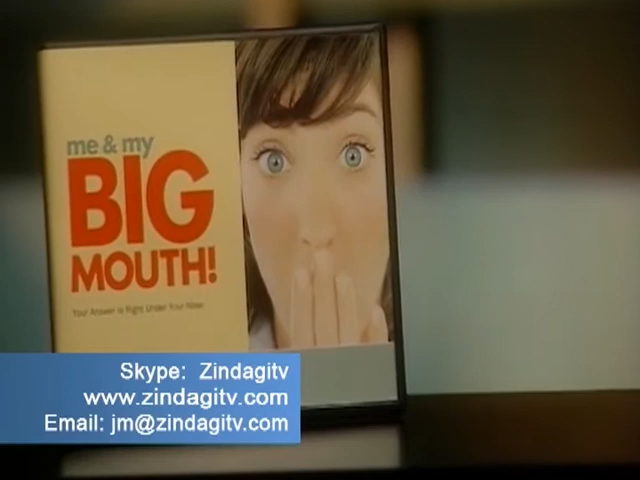 me & my
BIG
MOUTH!
Your Answer is Right Under Your Nose
Skype: Zindagitv
www.zindagitv.com
Email: jm@zindagitv.com